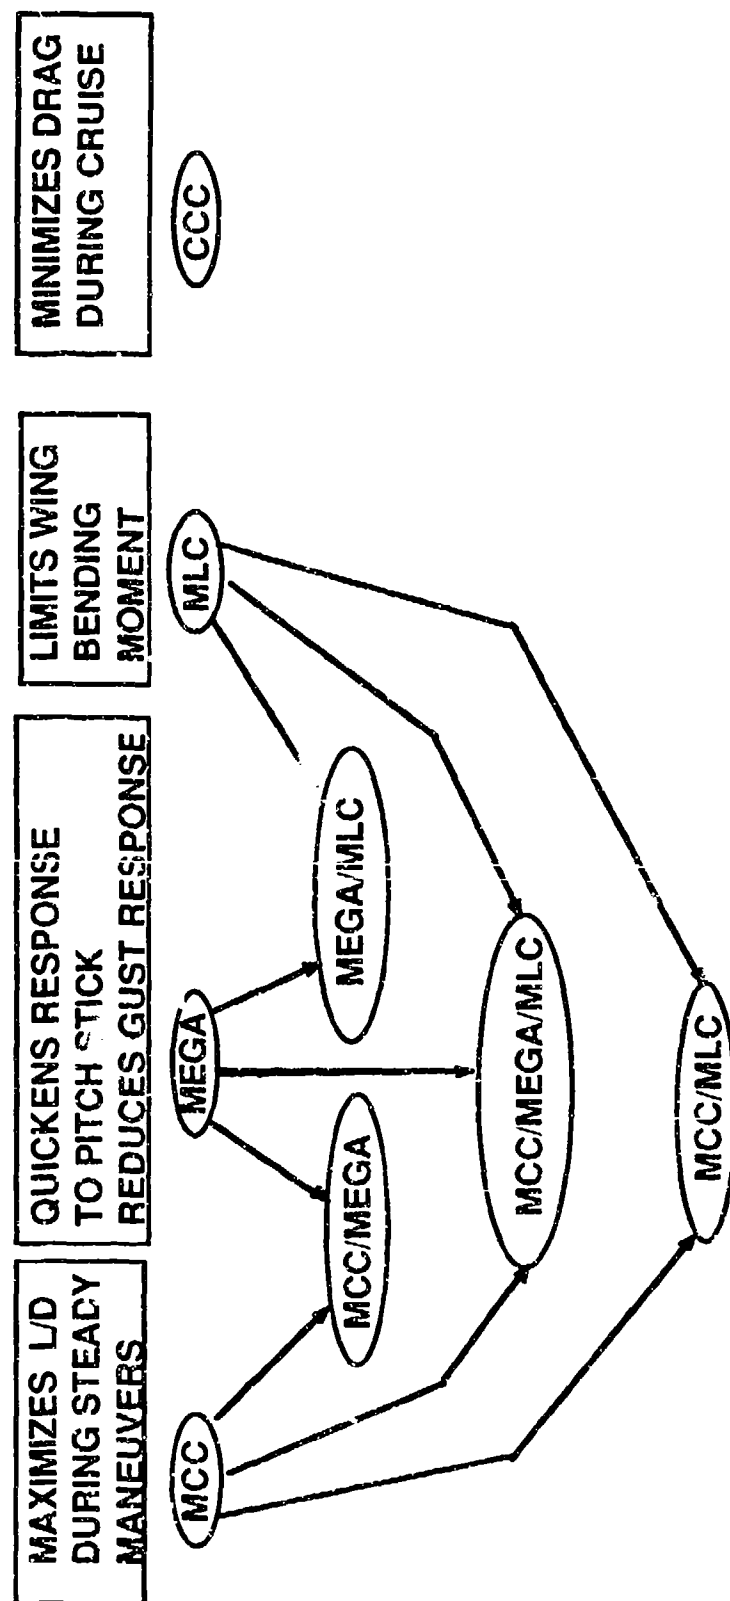 MAXIMIZES L/D
DURING STEADY
MANEUVERS
QUICKENS RESPONSE
TO PITCH STICK
REDUCES GUST RESPONSE
LIMITS WING
BENDING
MOMENT
MINIMIZES DRAG
DURING CRUISE
MCC
MEGA
MLC
CCC
MCC/MEGA
MEGA/MLC
MCC/MEGA/MLC
MCC/MLC